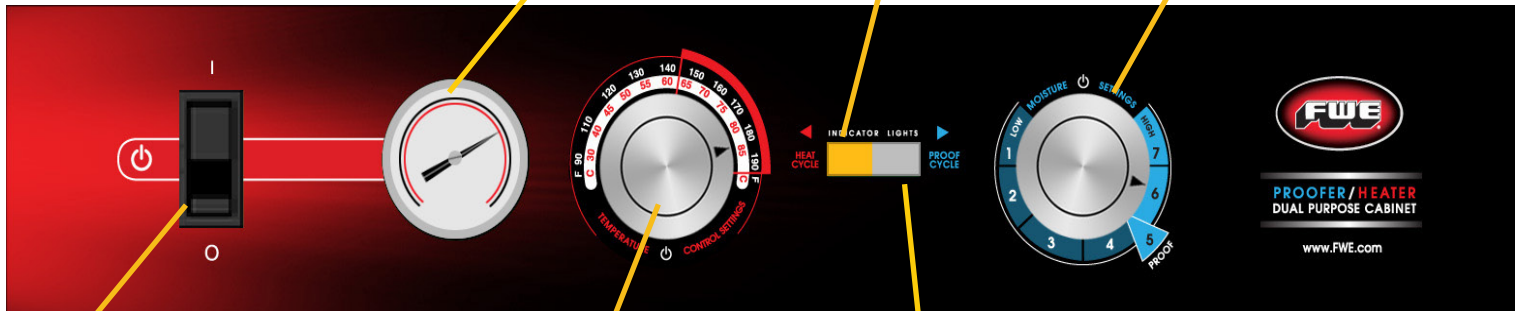 I
O
F 90 110 120 130 140 150 160 170 180 190 F
C 30 40 45 50 55 60 65 70 75 80 85 C
TEMPERATURE CONTROL SETTINGS
INDICATOR LIGHTS
HEAT
CYCLE
PROOF
CYCLE
MOISTURE SETTINGS
LOW
1
2
3
4
5
PROOF
6
7
HIGH
FWE®
PROOFER/HEATER
DUAL PURPOSE CABINET
www.FWE.com